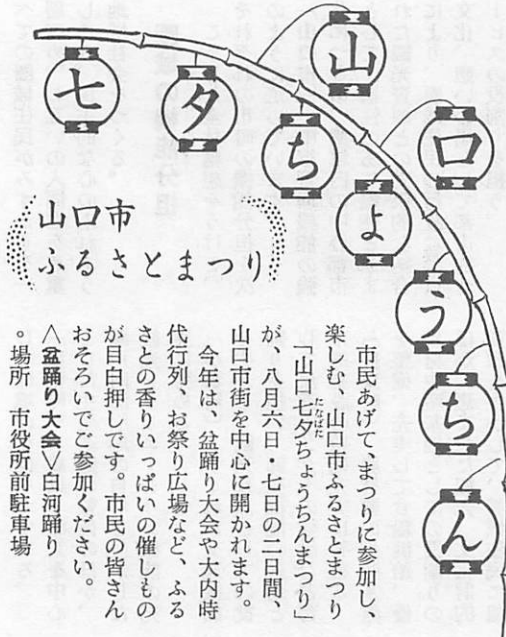 山口
七夕ちょうちん
山口市
ふるさとまつり
市民あげて、まつりに参加し、
楽しむ、山口市ふるさとまつり
「山口七夕ちょうちんまつり」
たなばた
が、八月六日・七日の二日間、
山口市街を中心に開かれます。
今年は、盆踊り大会や大内時
代行列、お祭り広場など、ふる
さとの香りいっぱいの催しもの
が目白押しです。市民の皆さん
おそろいでご参加ください。
＜盆踊り大会＞白河踊り
。場所　市役所前駐車場